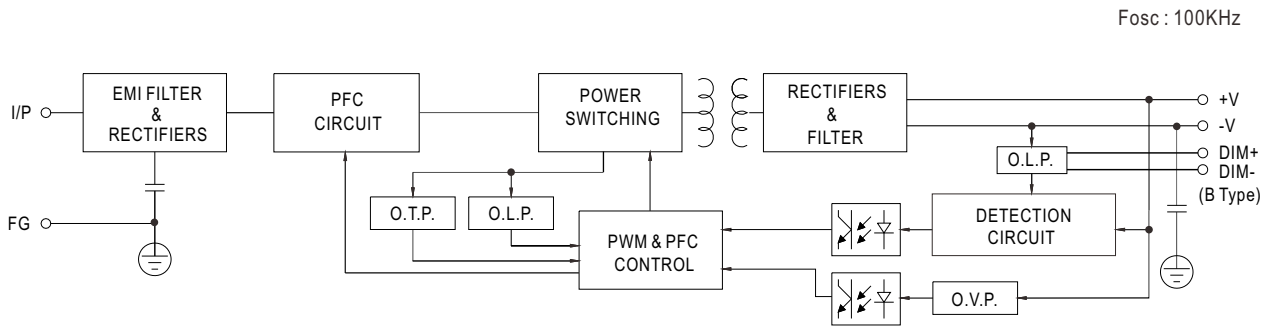 Fosc : 100KHz
I/P
EMI FILTER
&
RECTIFIERS
PFC
CIRCUIT
POWER
SWITCHING
RECTIFIERS
&
FILTER
+V
-V
DIM+
DIM-
(B Type)
O.L.P.
FG
O.T.P.
O.L.P.
PWM & PFC
CONTROL
DETECTION
CIRCUIT
O.V.P.